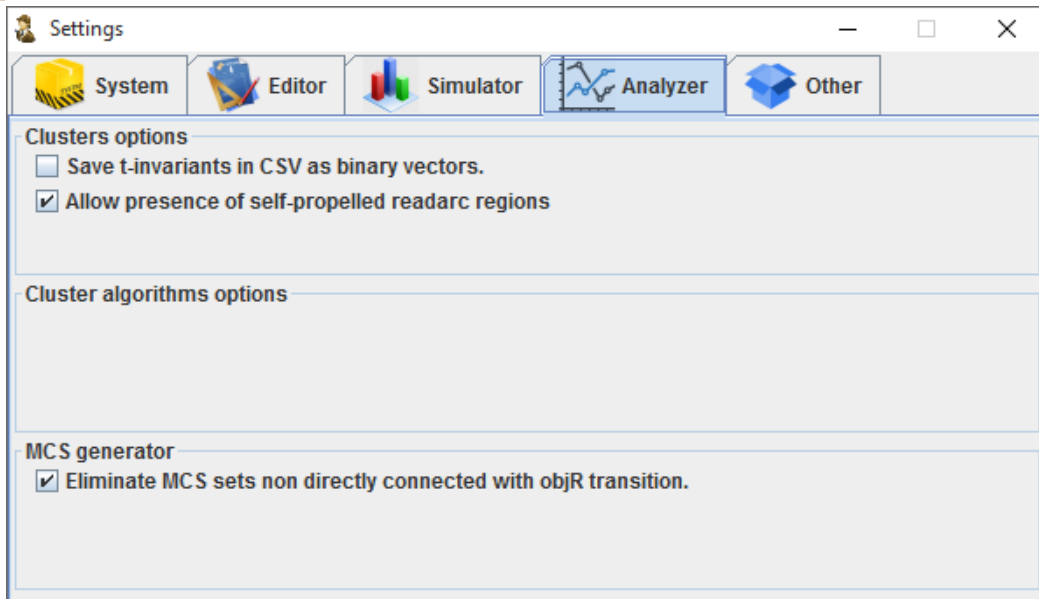 Settings
System
Editor
Simulator
Analyzer
Other
Clusters options
Save t-invariants in CSV as binary vectors.
Allow presence of self-propelled readarc regions
Cluster algorithms options
MCS generator
Eliminate MCS sets non directly connected with objR transition.